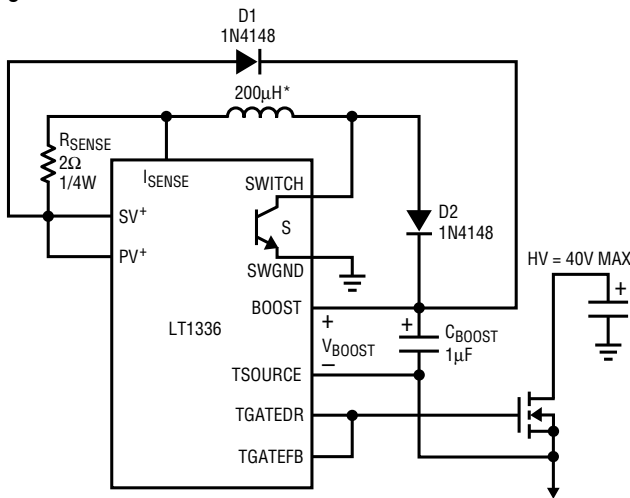 D1
1N4148
200μH*
RSENSE
2Ω
1/4W
ISENSE
SWITCH
SV+
S
D2
1N4148
PV+
SWGND
HV = 40V MAX
+
BOOST
LT1336
+
VBOOST
–
+
CBOOST
1μF
TSOURCE
TGATEDR
TGATEFB